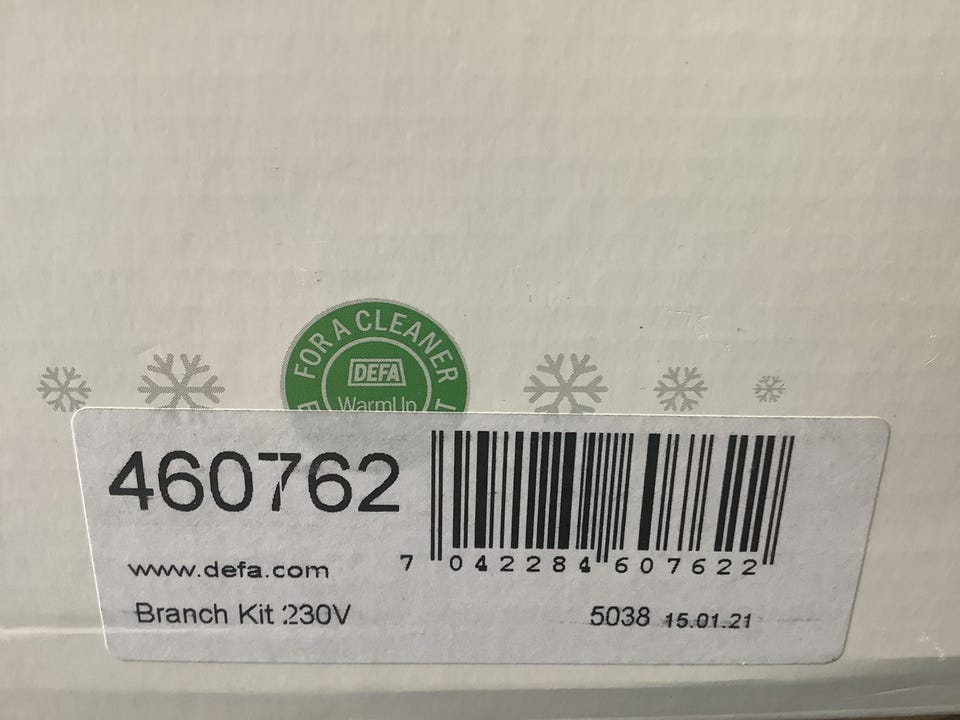 FOR A CLEANER
DEFA
WarmUp
460762
7 042284 607622
www.defa.com
Branch Kit 230V
5038 15.01.21